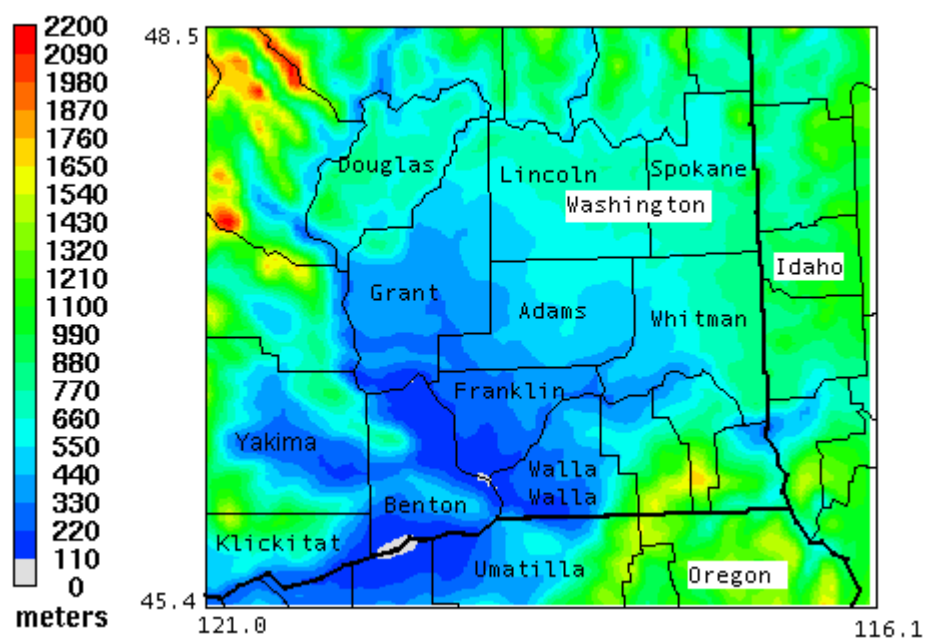 2200
2090
1980
1870
1760
1650
1540
1430
1320
1210
1100
990
880
770
660
550
440
330
220
110
0
meters
48.5
45.4
121.0
116.1
Douglas
Lincoln
Spokane
Washington
Idaho
Grant
Adams
Whitman
Franklin
Yakima
Walla
Walla
Benton
Klickitat
Umatilla
Oregon